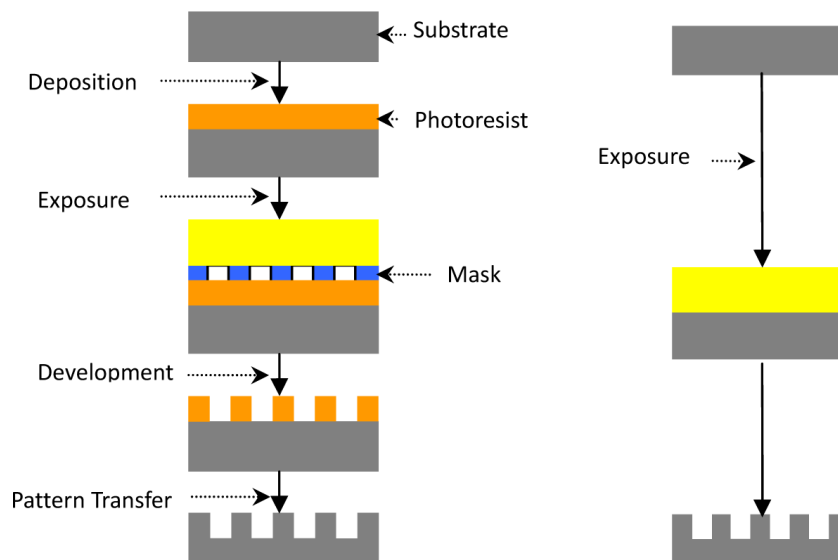 Substrate
Deposition
Photoresist
Exposure
Mask
Development
Pattern Transfer
Exposure